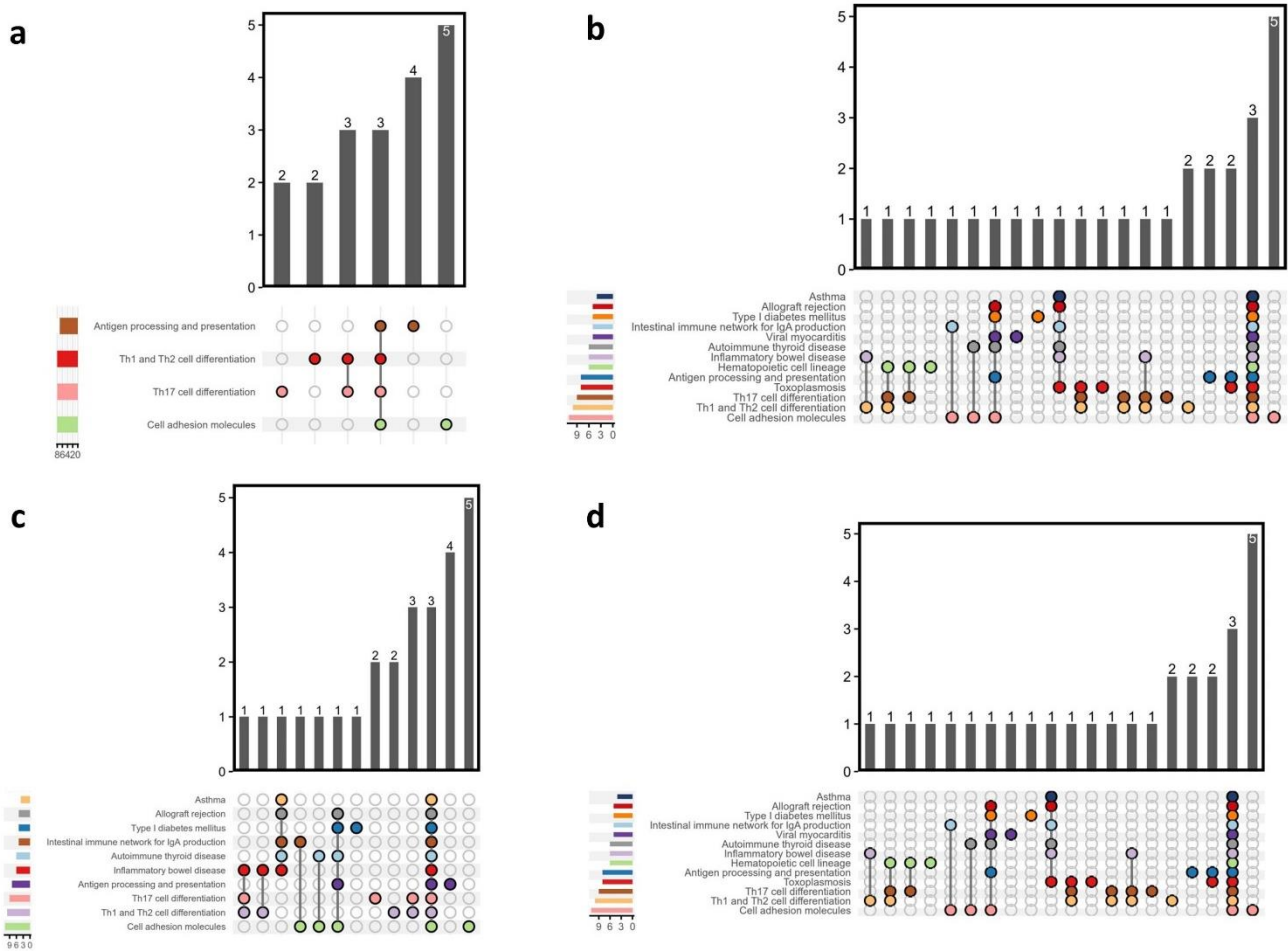 a
5
4
3
2
1
0
2 2 3 3 4 5
Antigen processing and presentation
Th1 and Th2 cell differentiation
Th17 cell differentiation
Cell adhesion molecules
86420
b
5
4
3
2
1
0
1 1 1 1 1 1 1 1 1 1 1 1 1 1 1 2 2 2 3 5
Asthma
Allograft rejection
Type I diabetes mellitus
Intestinal immune network for IgA production
Viral myocarditis
Autoimmune thyroid disease
Inflammatory bowel disease
Hematopoietic cell lineage
Antigen processing and presentation
Toxoplasmosis
Th17 cell differentiation
Th1 and Th2 cell differentiation
Cell adhesion molecules
9 6 3 0
c
5
4
3
2
1
0
1 1 1 1 1 1 1 2 2 3 3 4 5
Asthma
Allograft rejection
Type I diabetes mellitus
Intestinal immune network for IgA production
Autoimmune thyroid disease
Inflammatory bowel disease
Antigen processing and presentation
Th17 cell differentiation
Th1 and Th2 cell differentiation
Cell adhesion molecules
9 6 3 0
d
5
4
3
2
1
0
1 1 1 1 1 1 1 1 1 1 1 1 1 1 1 2 2 2 3 5
Asthma
Allograft rejection
Type I diabetes mellitus
Intestinal immune network for IgA production
Viral myocarditis
Autoimmune thyroid disease
Inflammatory bowel disease
Hematopoietic cell lineage
Antigen processing and presentation
Toxoplasmosis
Th17 cell differentiation
Th1 and Th2 cell differentiation
Cell adhesion molecules
9 6 3 0